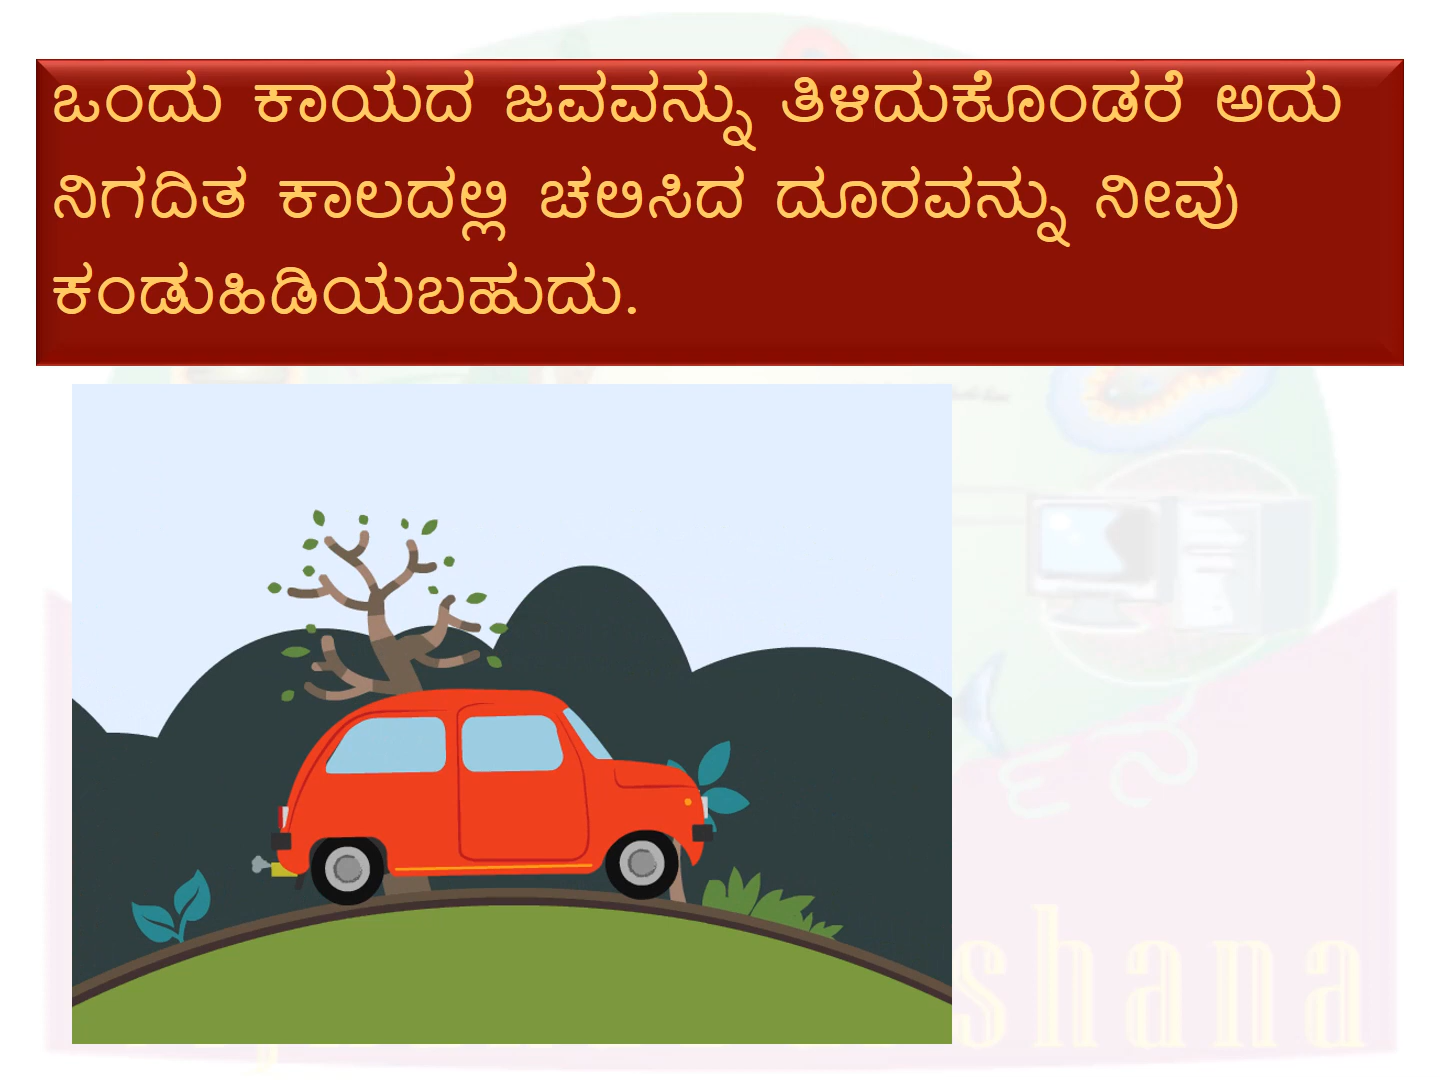 ಒಂದು ಕಾಯದ ಜವವನ್ನು ತಿಳಿದುಕೊಂಡರೆ ಅದು
ನಿಗದಿತ ಕಾಲದಲ್ಲಿ ಚಲಿಸಿದ ದೂರವನ್ನು ನೀವು
ಕಂಡುಹಿಡಿಯಬಹುದು.